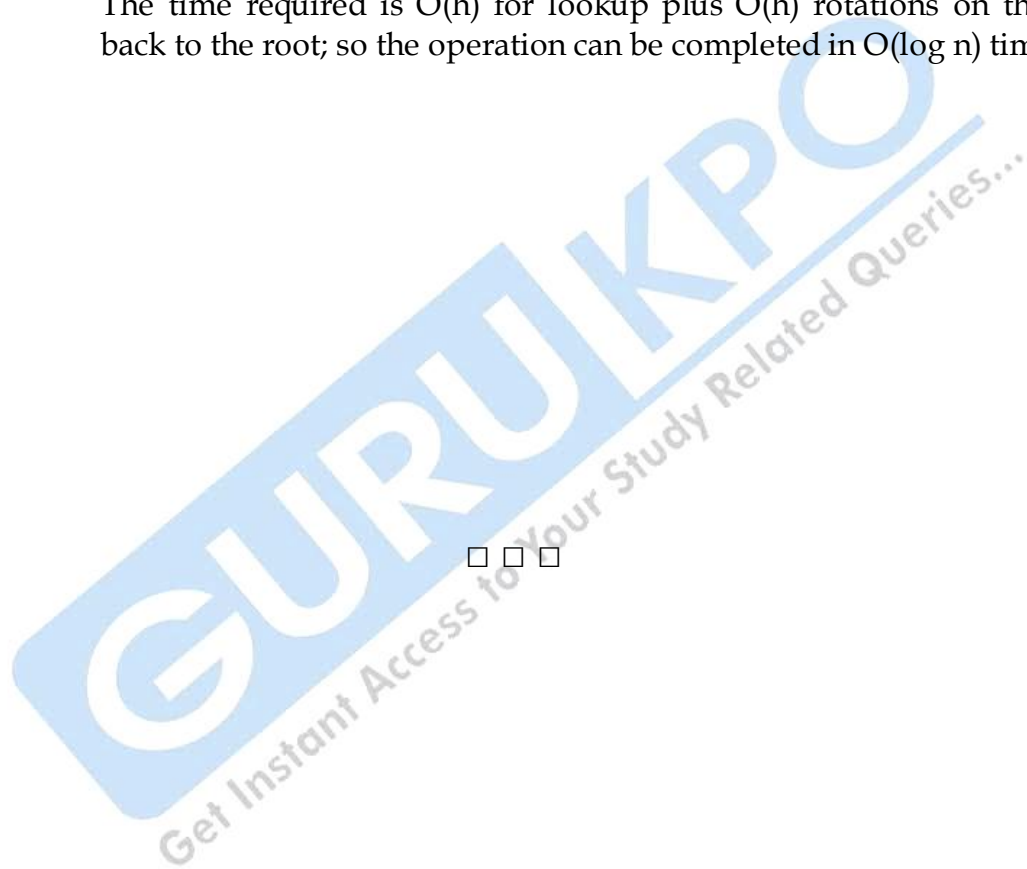 The time required is O(h) for lookup plus O(h) rotations on th
back to the root; so the operation can be completed in O(log n) tim
GURUKPO
Get Instant Access to Your Study Related Queries...
□ □ □